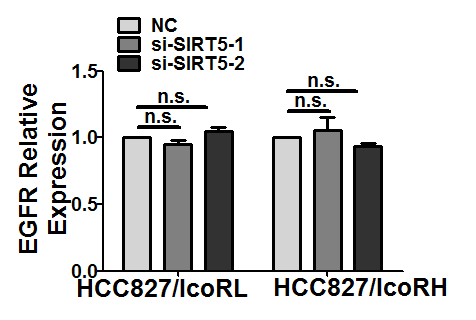 NC
si-SIRT5-1
si-SIRT5-2
EGFR Relative
Expression
1.5
1.0
0.5
0.0
n.s.
n.s.
n.s.
n.s.
HCC827/IcoRL
HCC827/IcoRH